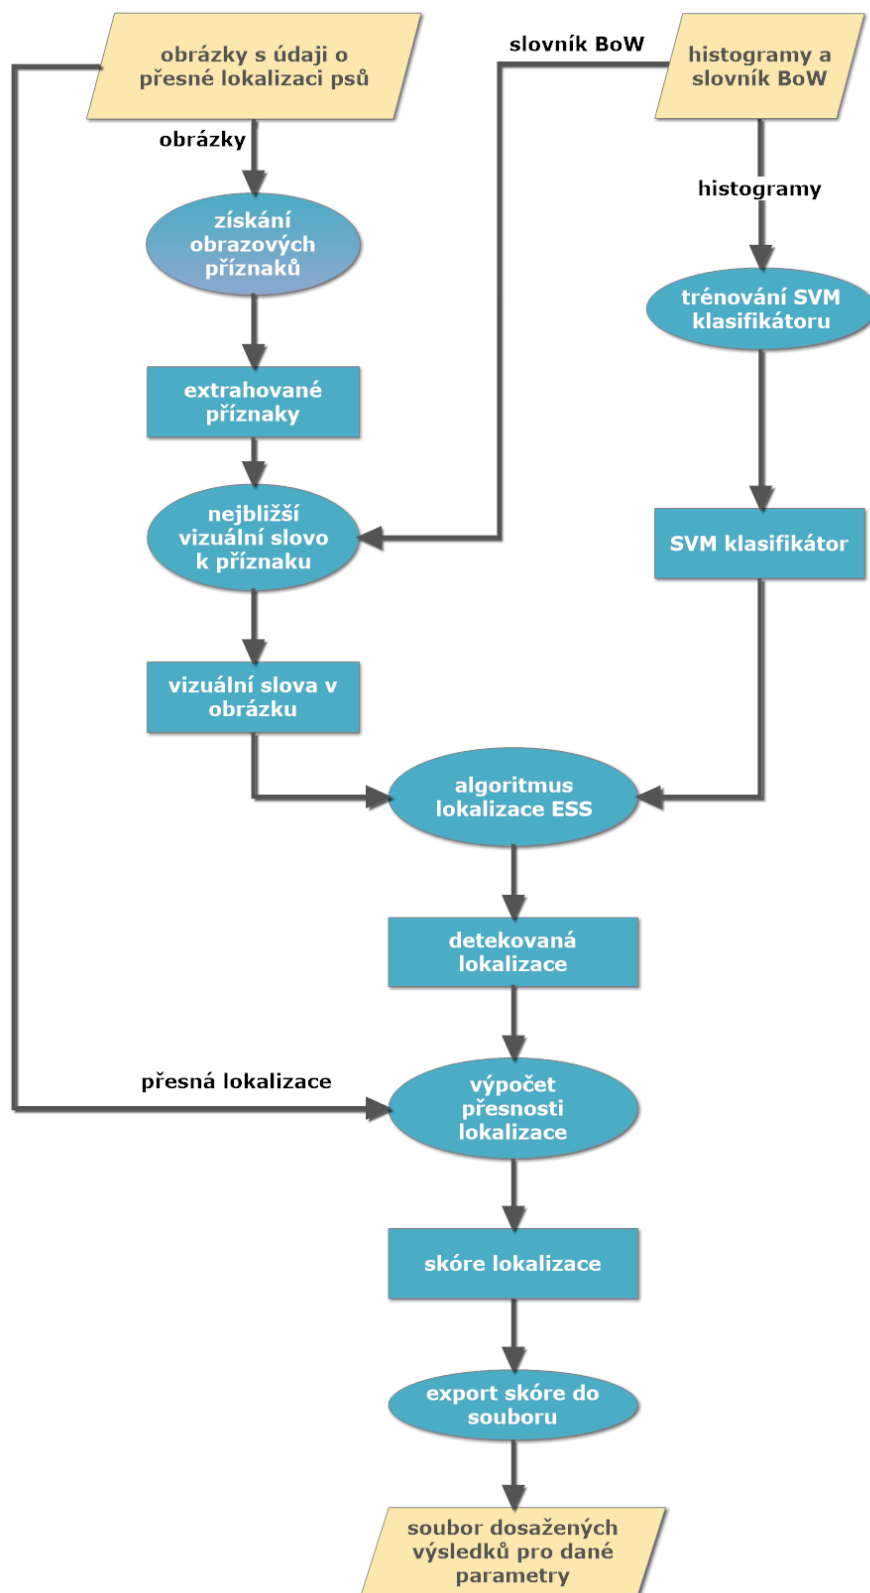 obrázky s údaji o
přesné lokalizaci psů
slovník BoW
histogramy a
slovník BoW
obrázky
histogramy
získání
obrazových
příznaků
trénování SVM
klasifikátoru
extrahované
příznaky
nejbližší
vizuální slovo
k příznaku
SVM klasifikátor
vizuální slova v
obrázku
algoritmus
lokalizace ESS
detekovaná
lokalizace
přesná lokalizace
výpočet
přesnosti
lokalizace
skóre lokalizace
export skóre do
souboru
soubor dosažených
výsledků pro dané
parametry